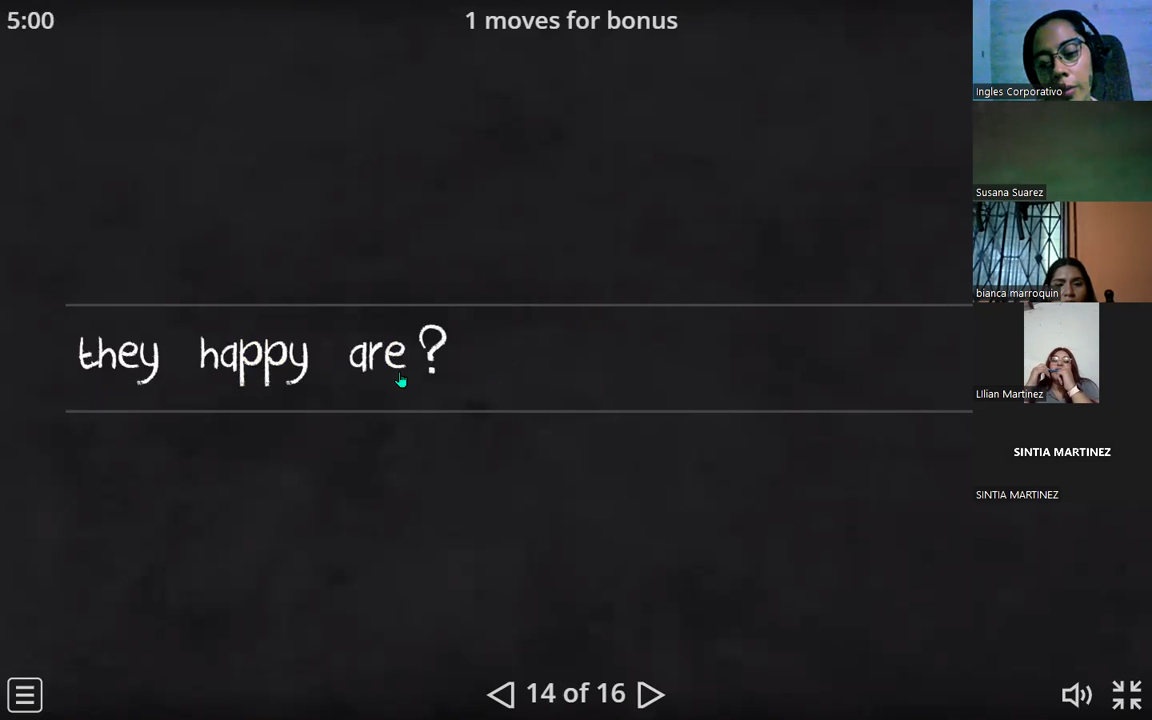 5:00
1 moves for bonus
Ingles Corporativo
Susana Suarez
bianca marroquin
they happy are?
LIlian Martinez
SINTIA MARTINEZ
SINTIA MARTINEZ
14 of 16